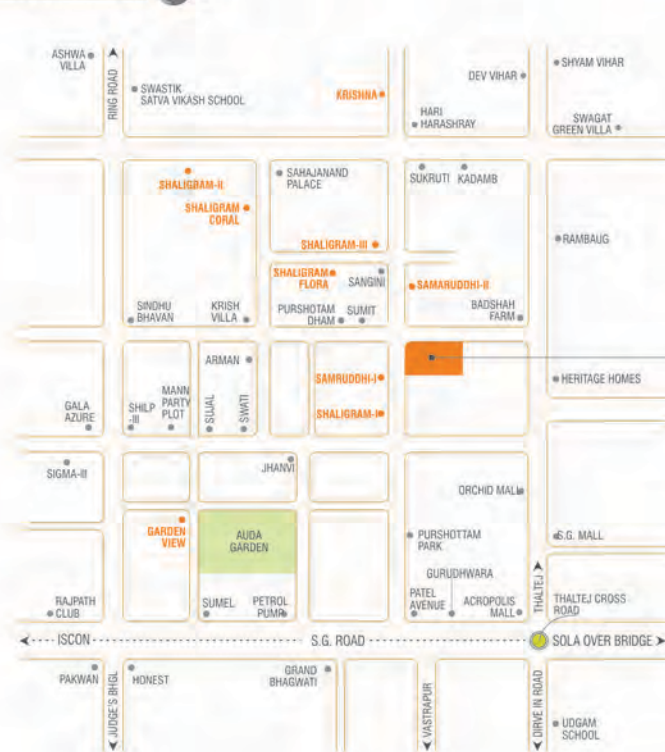 ASHWA
VILLA
RING ROAD
SWASTIK
SATVA VIKASH SCHOOL
KRISHNA
DEV VIHAR
HARI
HARASHRAY
SHYAM VIHAR
SWAGAT
GREEN VILLA
SHALIGRAM-II
SHALIGRAM
CORAL
SAHAJANAND
PALACE
SHALIGRAM-III
SUKRUTI
KADAMB
RAMBAUG
SHALIGRAM
FLORA
SANGINI
SAMARUDDHI-II
SINDHU
BHAVAN
KRISH
VILLA
PURSHOTAM
DHAM
SUMIT
BADSHAH
FARM
ARMAN
SAMRUDDHI-I
HERITAGE HOMES
GALA
AZURE
SHILP
-III
MANN
PARTY
PLOT
SUJAL
SWATI
SHALIGRAM-I
SIGMA-III
JHANVI
ORCHID MALL
GARDEN
VIEW
AUDA
GARDEN
PURSHOTTAM
PARK
S.G. MALL
GURUDHWARA
RAJPATH
CLUB
SUMEL
PETROL
PUMP
PATEL
AVENUE
ACROPOLIS
MALL
THALTEJ
THALTEJ CROSS
ROAD
ISCON
S.G. ROAD
SOLA OVER BRIDGE
PAKWAN
JUDGE'S BHGL
HONEST
GRAND
BHAGWATI
VASTRAPUR
DIRVE IN ROAD
UDGAM
SCHOOL